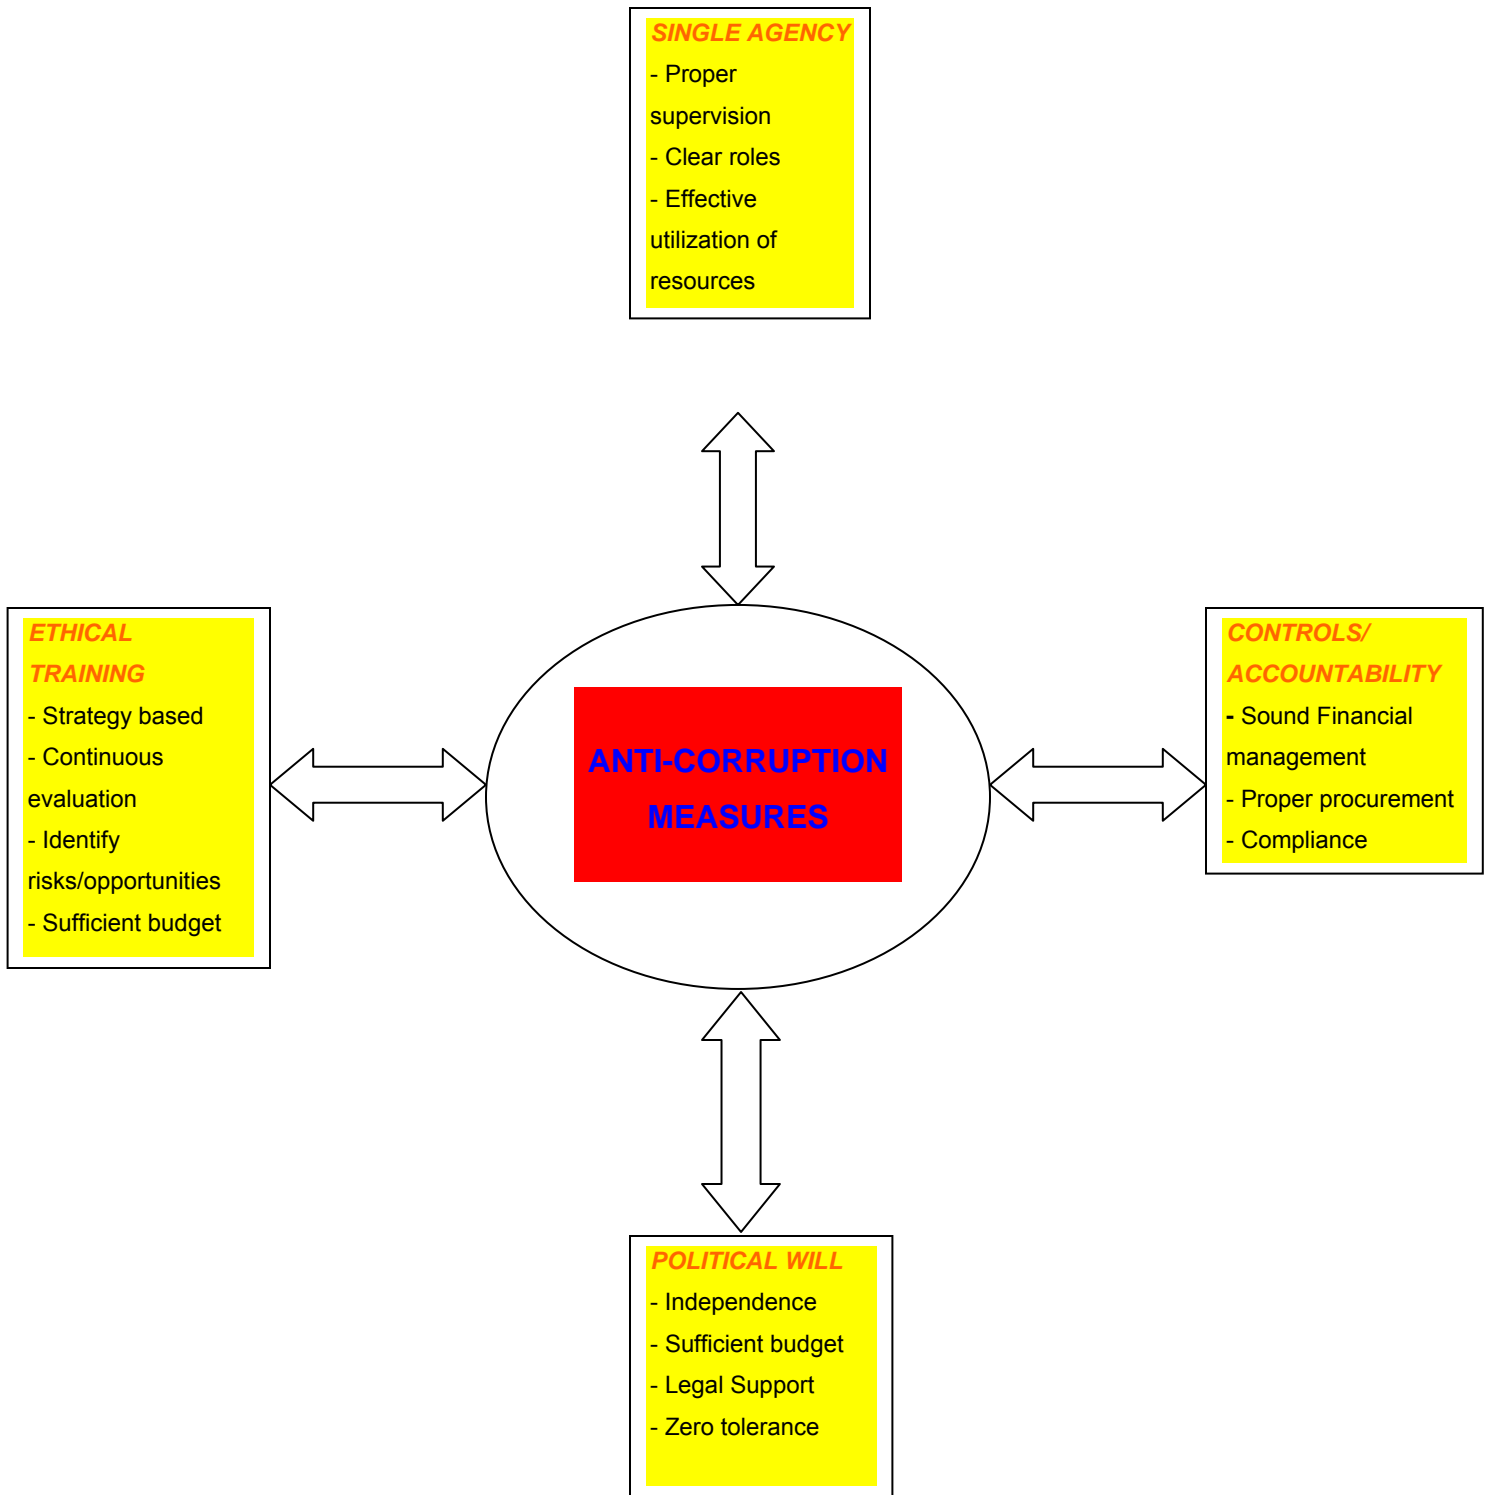 SINGLE AGENCY
- Proper
supervision
- Clear roles
- Effective
utilization of
resources
ETHICAL
TRAINING
- Strategy based
- Continuous
evaluation
- Identify
risks/opportunities
- Sufficient budget
ANTI-CORRUPTION
MEASURES
CONTROLS/
ACCOUNTABILITY
- Sound Financial
management
- Proper procurement
- Compliance
POLITICAL WILL
- Independence
- Sufficient budget
- Legal Support
- Zero tolerance